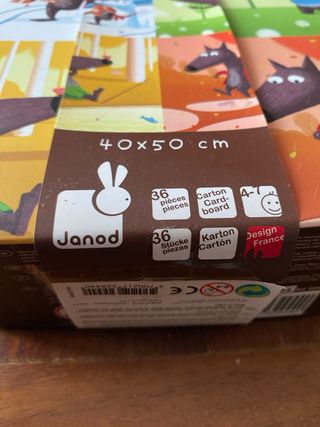 40x50 cm
Janod
36 pièces pieces
Carton Card-board
4-7
36 Stücke piezas
Karton Cartón
Design France
CE